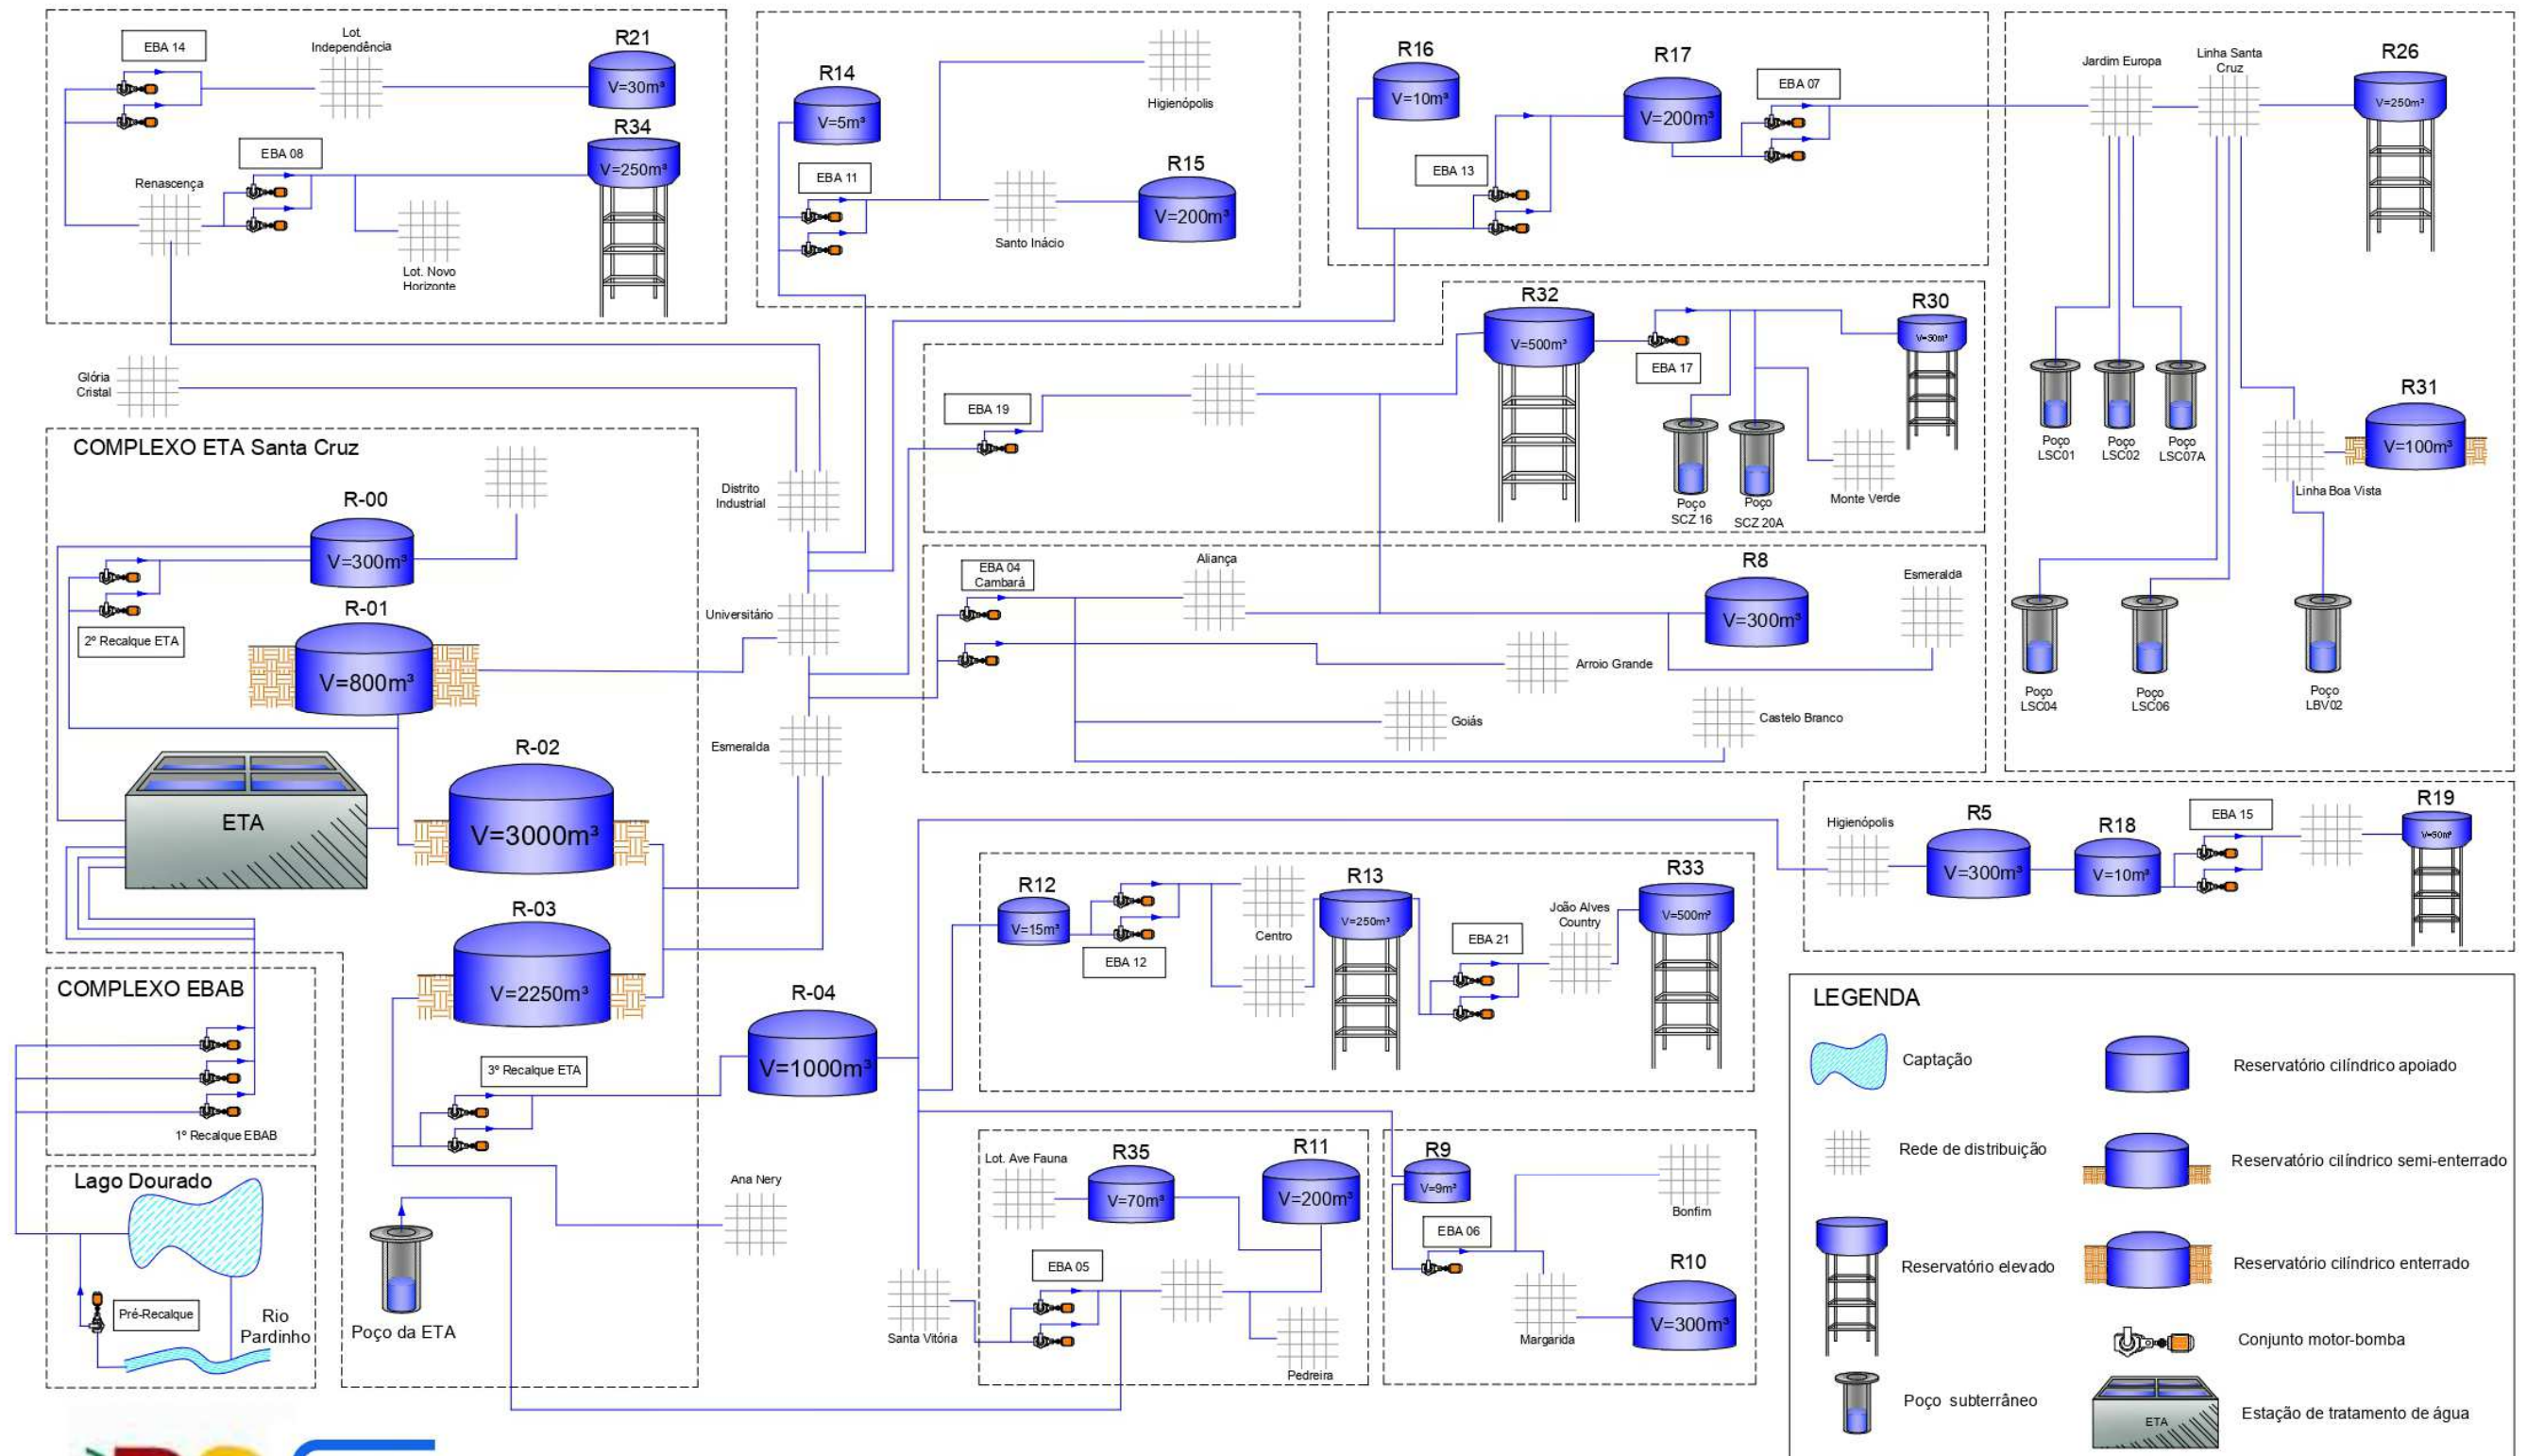 EBA 14
Lot.
Independência
R21
V=30m³
EBA 08
R34
V=250m³
Renascença
Lot. Novo
Horizonte
R14
V=5m³
Higienópolis
EBA 11
R15
V=200m³
Santo Inácio
R16
V=10m³
R17
V=200m³
EBA 07
EBA 13
Jardim Europa
Linha Santa
Cruz
R26
V=250m³
Poço
LSC01
Poço
LSC02
Poço
LSC07A
R31
V=100m³
Linha Boa Vista
Poço
LSC04
Poço
LSC06
Poço
LBV02
Glória
Cristal
R32
V=500m³
R30
V=50m³
EBA 17
EBA 19
Poço
SCZ 16
Poço
SCZ 20A
Monte Verde
COMPLEXO ETA Santa Cruz
R-00
V=300m³
2º Recalque ETA
R-01
V=800m³
ETA
R-02
V=3000m³
R-03
V=2250m³
3º Recalque ETA
Poço da ETA
Distrito
Industrial
Universitário
Esmeralda
EBA 04
Cambará
Aliança
R8
V=300m³
Esmeralda
Arroio Grande
Goiás
Castelo Branco
Higienópolis
R5
V=300m³
R18
V=10m³
EBA 15
R19
V=50m³
R12
V=15m³
EBA 12
Centro
R13
V=250m³
EBA 21
João Alves
Country
R33
V=500m³
R-04
V=1000m³
COMPLEXO EBAB
1º Recalque EBAB
Lago Dourado
Pré-Recalque
Rio
Pardinho
Ana Nery
Santa Vitória
Lot. Ave Fauna
R35
V=70m³
R11
V=200m³
EBA 05
Pedreira
R9
V=9m³
EBA 06
Bonfim
Margarida
R10
V=300m³
LEGENDA
Captação
Reservatório cilíndrico apoiado
Rede de distribuição
Reservatório cilíndrico semi-enterrado
Reservatório elevado
Reservatório cilíndrico enterrado
Conjunto motor-bomba
Poço subterrâneo
ETA
Estação de tratamento de água